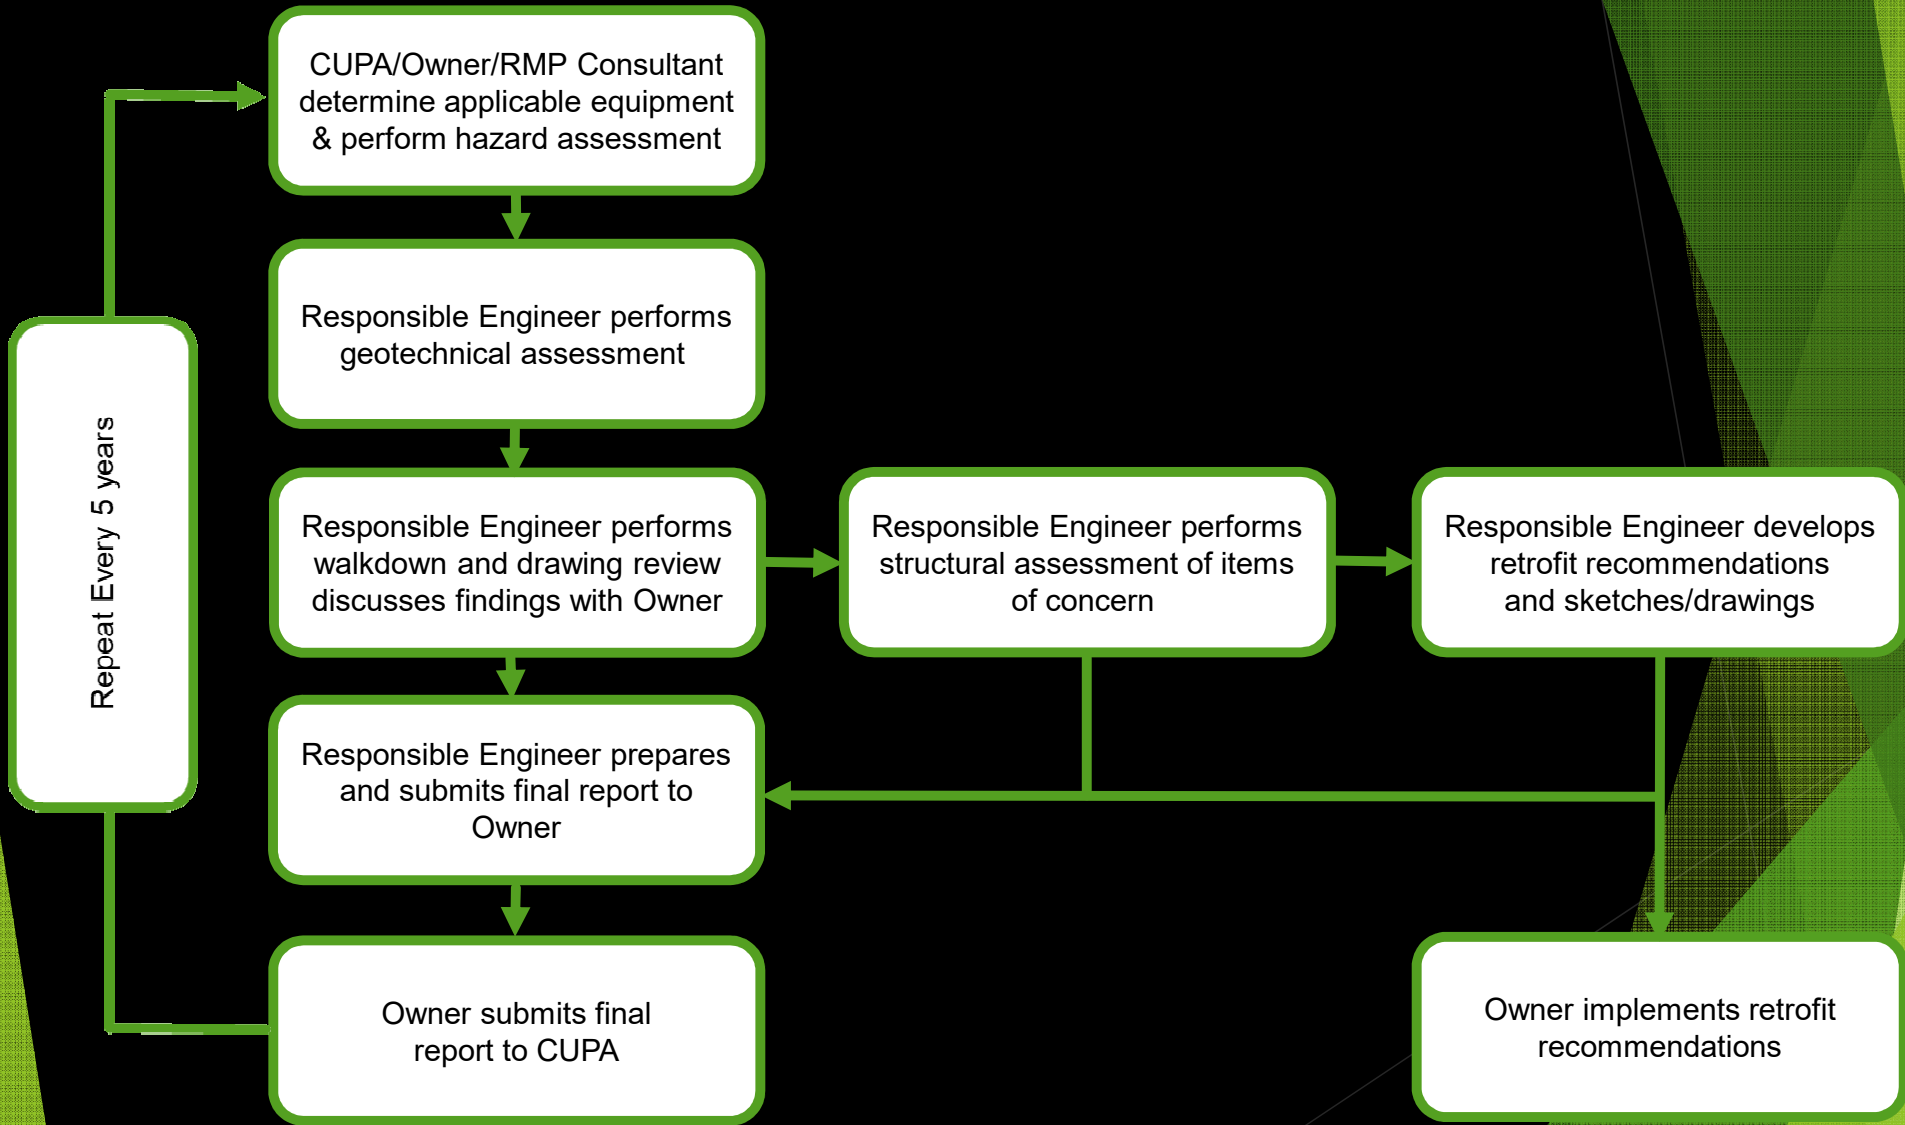 CUPA/Owner/RMP Consultant
determine applicable equipment
& perform hazard assessment
Responsible Engineer performs
geotechnical assessment
Repeat Every 5 years
Responsible Engineer performs
walkdown and drawing review
discusses findings with Owner
Responsible Engineer performs
structural assessment of items
of concern
Responsible Engineer develops
retrofit recommendations
and sketches/drawings
Responsible Engineer prepares
and submits final report to
Owner
Owner submits final
report to CUPA
Owner implements retrofit
recommendations